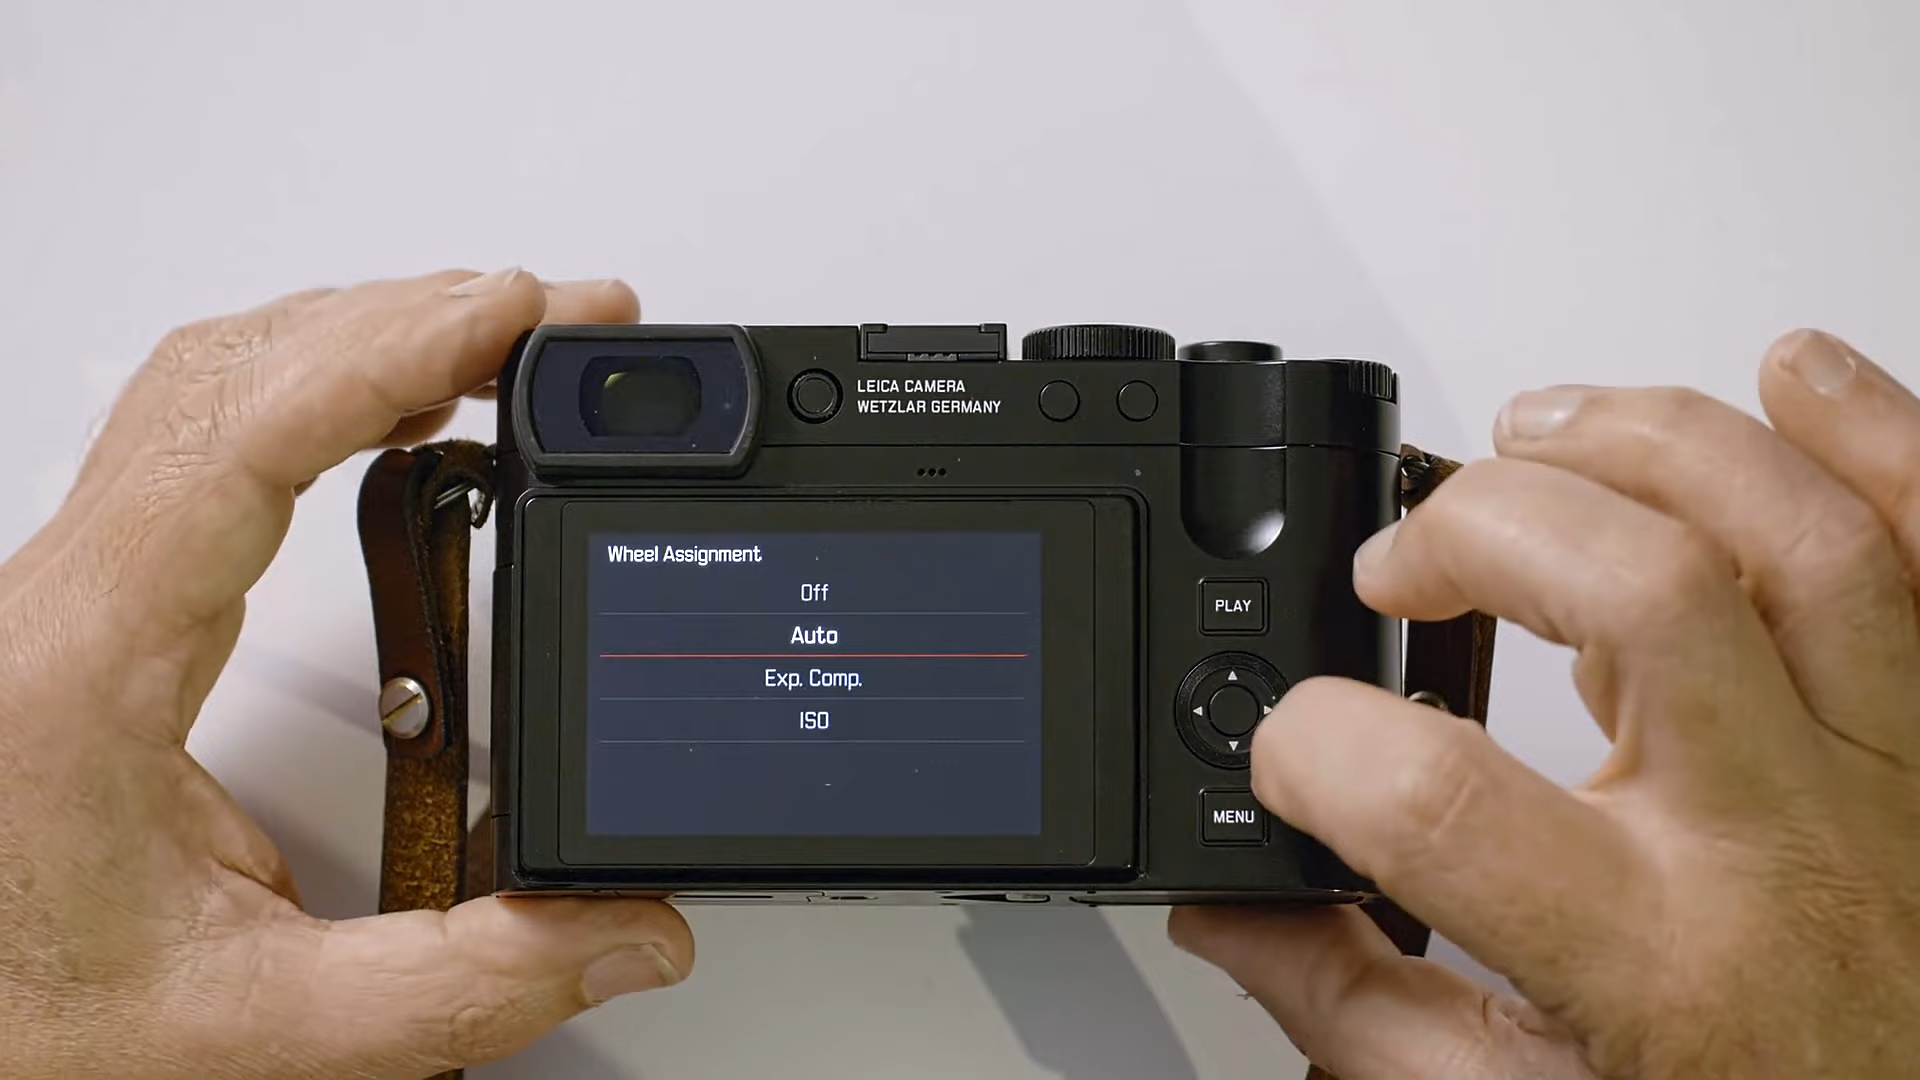 LEICA CAMERA
WETZLAR GERMANY
Wheel Assignment
Off
Auto
Exp. Comp.
ISO
PLAY
MENU